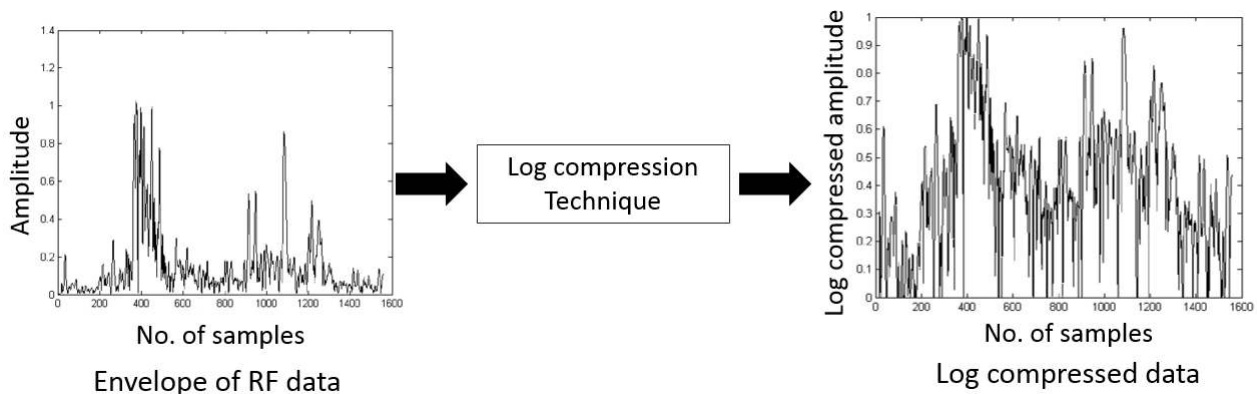 Amplitude
1.4
1.2
1
0.8
0.6
0.4
0.2
0
0 200 400 600 800 1000 1200 1400 1600
No. of samples
Envelope of RF data
Log compression
Technique
Log compressed amplitude
1
0.9
0.8
0.7
0.6
0.5
0.4
0.3
0.2
0.1
0
0 200 400 600 800 1000 1200 1400 1600
No. of samples
Log compressed data